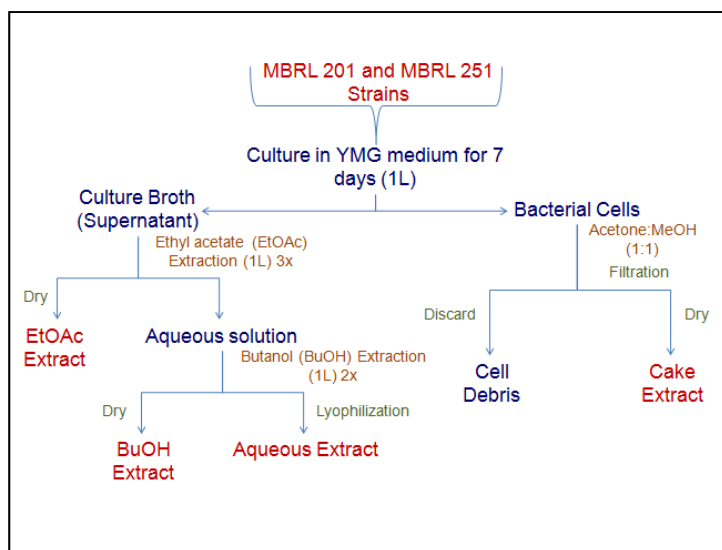 MBRL 201 and MBRL 251
Strains
Culture in YMG medium for 7
days (1L)
Culture Broth
(Supernatant)
Bacterial Cells
Ethyl acetate (EtOAc)
Extraction (1L) 3x
Acetone:MeOH
(1:1)
Filtration
Dry
Discard
Dry
EtOAc
Extract
Aqueous solution
Butanol (BuOH) Extraction
(1L) 2x
Cell
Debris
Cake
Extract
Dry
Lyophilization
BuOH
Extract
Aqueous Extract